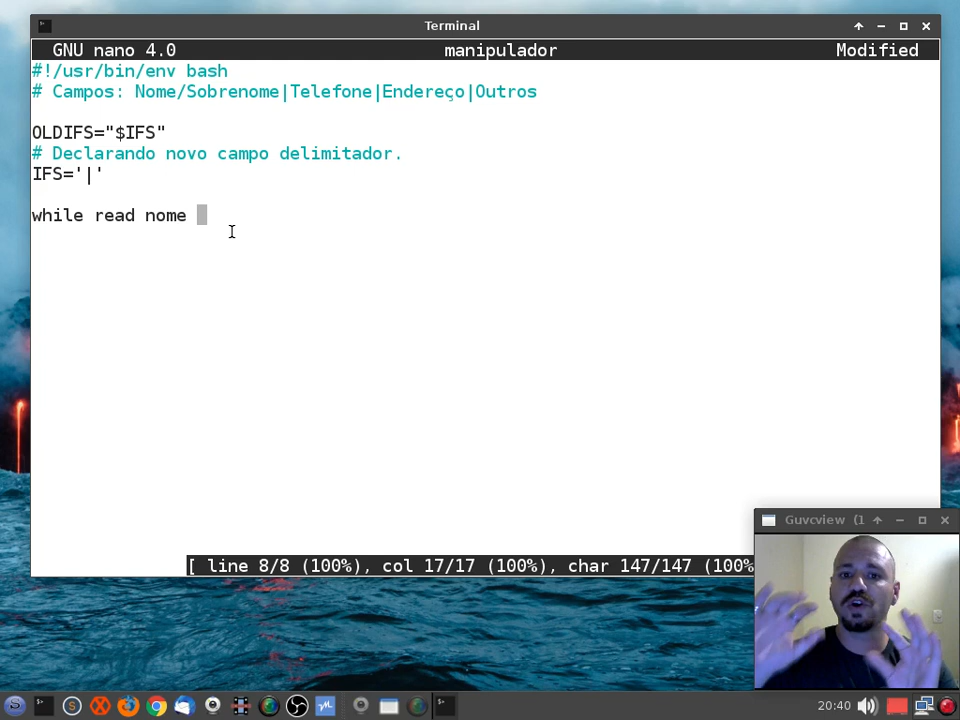 Terminal
GNU nano 4.0 manipulador Modified
#!/usr/bin/env bash
# Campos: Nome/Sobrenome|Telefone|Endereço|Outros
OLDIFS="$IFS"
# Declarando novo campo delimitador.
IFS='|'
while read nome
[ line 8/8 (100%), col 17/17 (100%), char 147/147 (100%
Guvcview (1
20:40